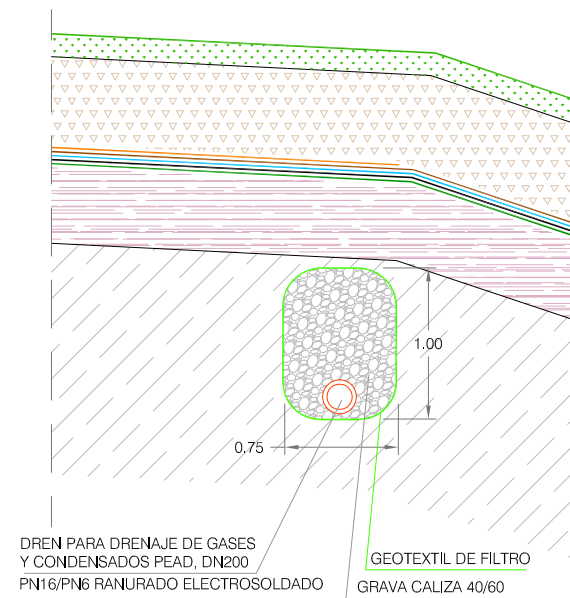 1.00
0.75
DREN PARA DRENAJE DE GASES
Y CONDENSADOS PEAD, DN200
PN16/PN6 RANURADO ELECTROSOLDADO
GEOTEXTIL DE FILTRO
GRAVA CALIZA 40/60